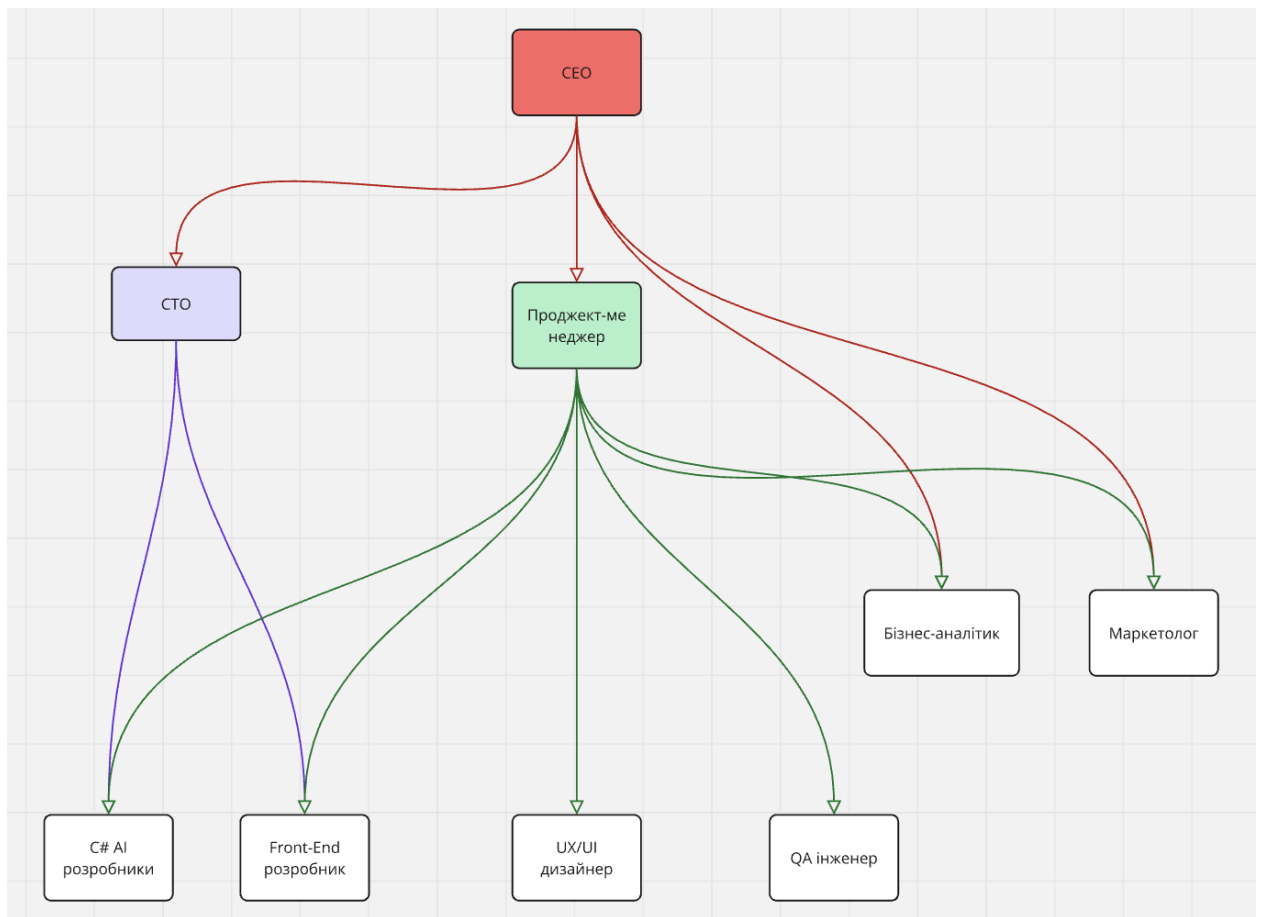 CEO
CTO
Проджект-ме
неджер
Бізнес-аналітик
Маркетолог
C# AI
розробники
Front-End
розробник
UX/UI
дизайнер
QA інженер